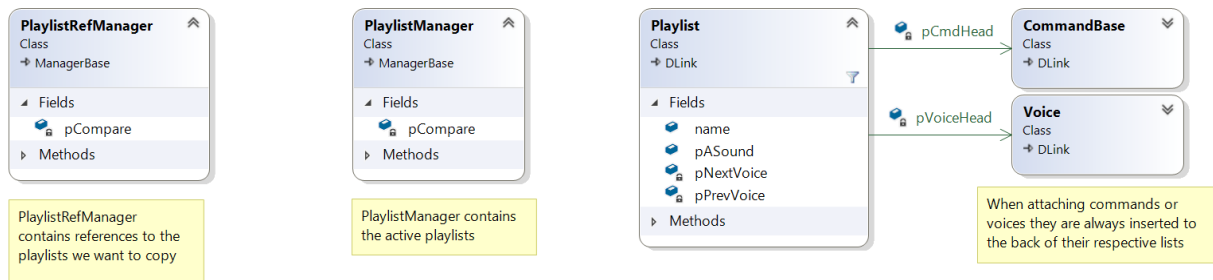 PlaylistRefManager
Class
ManagerBase
Fields
pCompare
Methods
PlaylistRefManager
contains references to the
playlists we want to copy
PlaylistManager
Class
ManagerBase
Fields
pCompare
Methods
PlaylistManager contains
the active playlists
Playlist
Class
DLink
Fields
name
pASound
pNextVoice
pPrevVoice
Methods
pCmdHead
pVoiceHead
CommandBase
Class
DLink
Voice
Class
DLink
When attaching commands or
voices they are always inserted to
the back of their respective lists